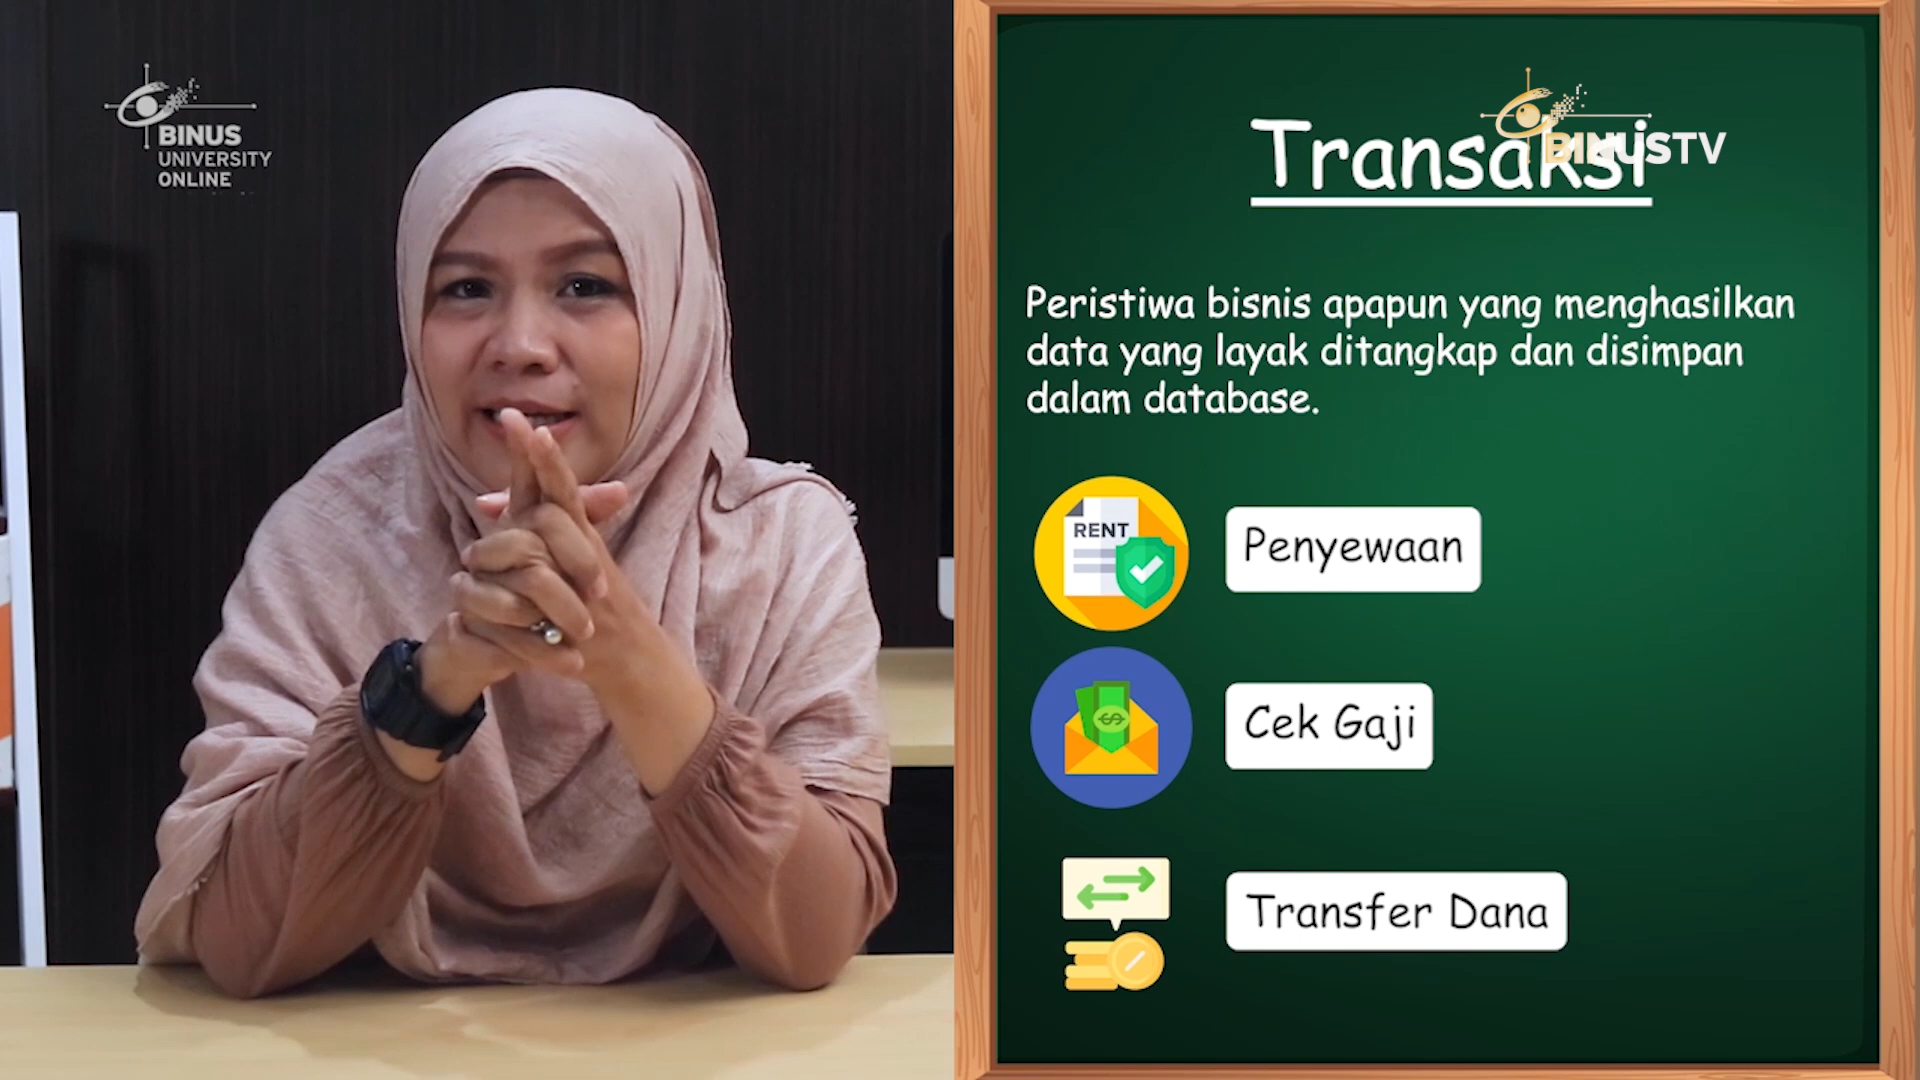 BINUS
UNIVERSITY
ONLINE
Transaksi
BINUSTV
Peristiwa bisnis apapun yang menghasilkan
data yang layak ditangkap dan disimpan
dalam database.
RENT
Penyewaan
Cek Gaji
Transfer Dana